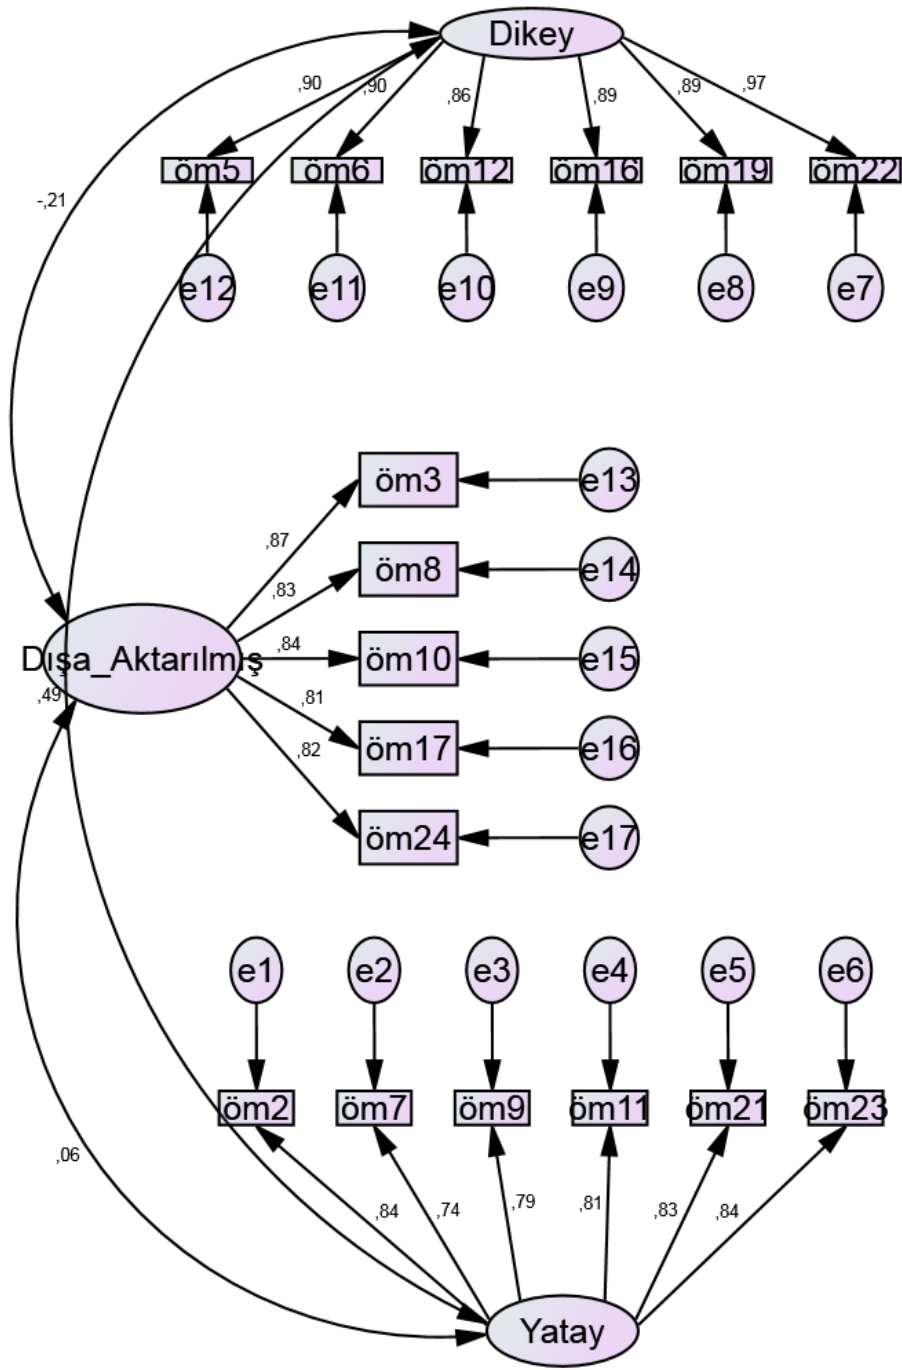 Dikey
,90 ,90 ,86 ,89 ,89 ,97
öm5 öm6 öm12 öm16 öm19 öm22
-,21
e12 e11 e10 e9 e8 e7
öm3 e13
,87
öm8 e14
,83
,84
Dışa_Aktarılmış öm10 e15
,49 ,81
öm17 e16
,82
öm24 e17
e1 e2 e3 e4 e5 e6
öm2 öm7 öm9 öm11 öm21 öm23
,06
,84 ,74 ,79 ,81 ,83 ,84
Yatay